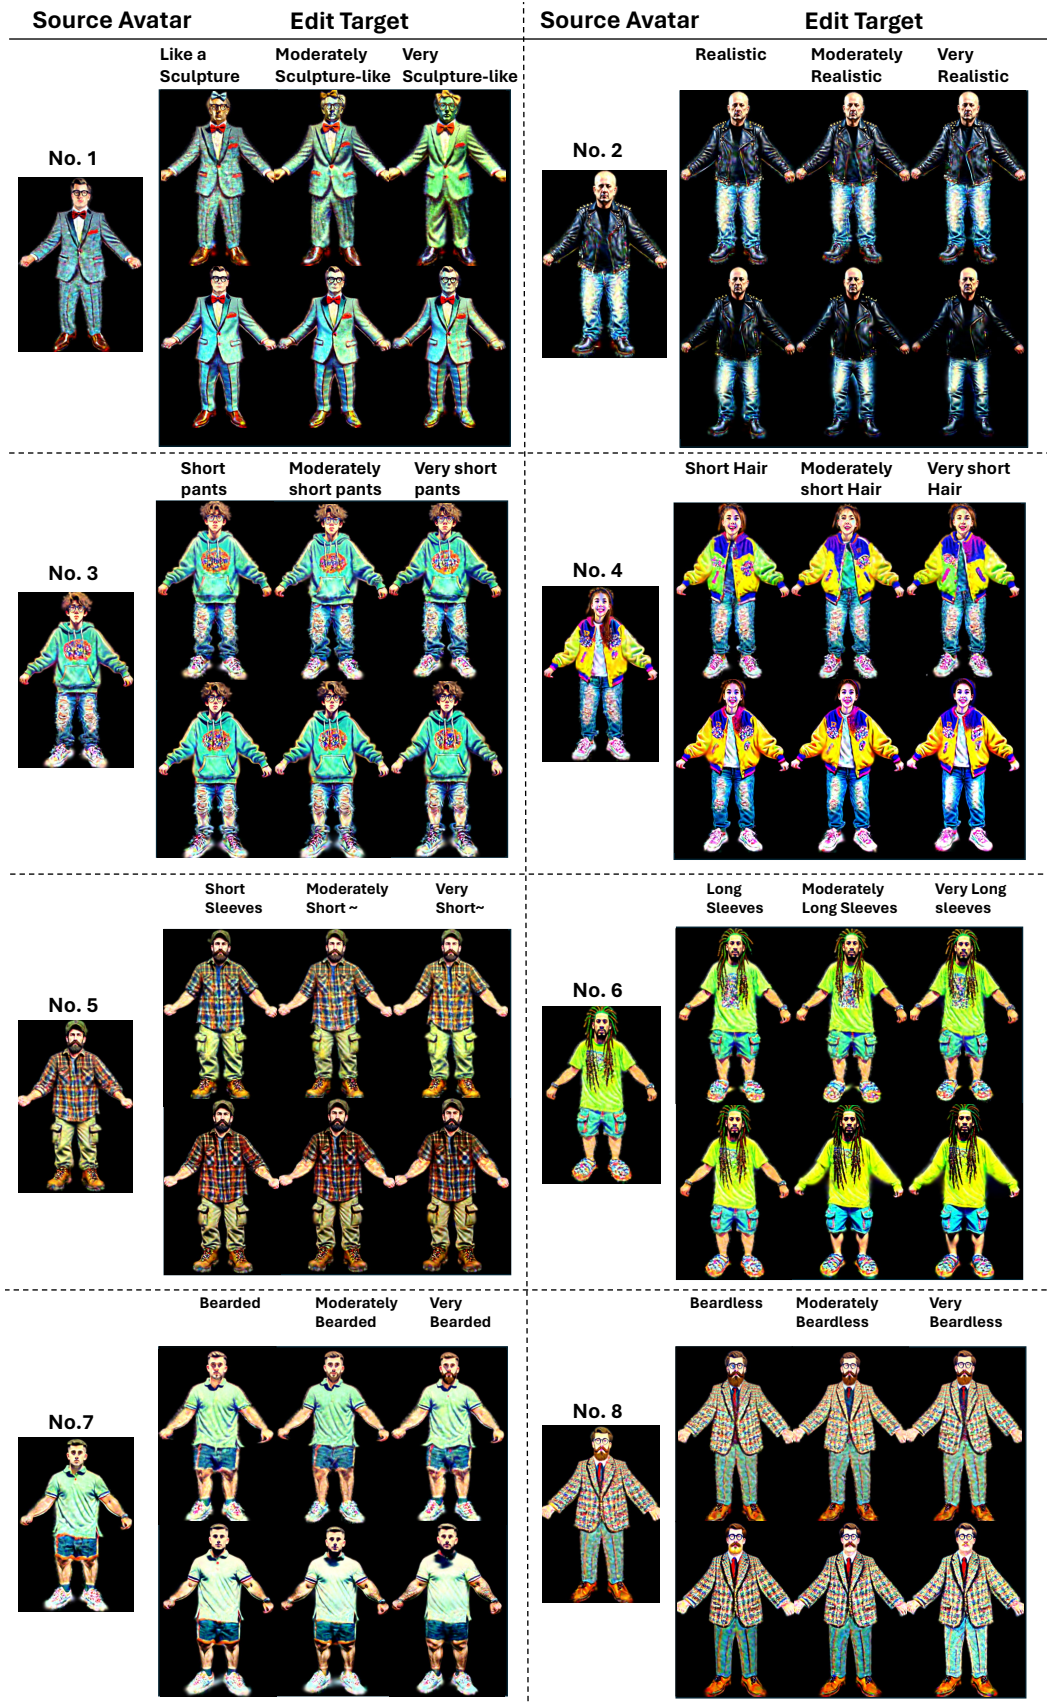 Source Avatar Edit Target Source Avatar Edit Target
Like a Sculpture
Moderately Sculpture-like
Very Sculpture-like
No. 1
Realistic
Moderately Realistic
Very Realistic
No. 2
Short pants
Moderately short pants
Very short pants
No. 3
Short Hair
Moderately short Hair
Very short Hair
No. 4
Short Sleeves
Moderately Short ~
Very Short~
No. 5
Long Sleeves
Moderately Long Sleeves
Very Long sleeves
No. 6
Bearded
Moderately Bearded
Very Bearded
No.7
Beardless
Moderately Beardless
Very Beardless
No. 8